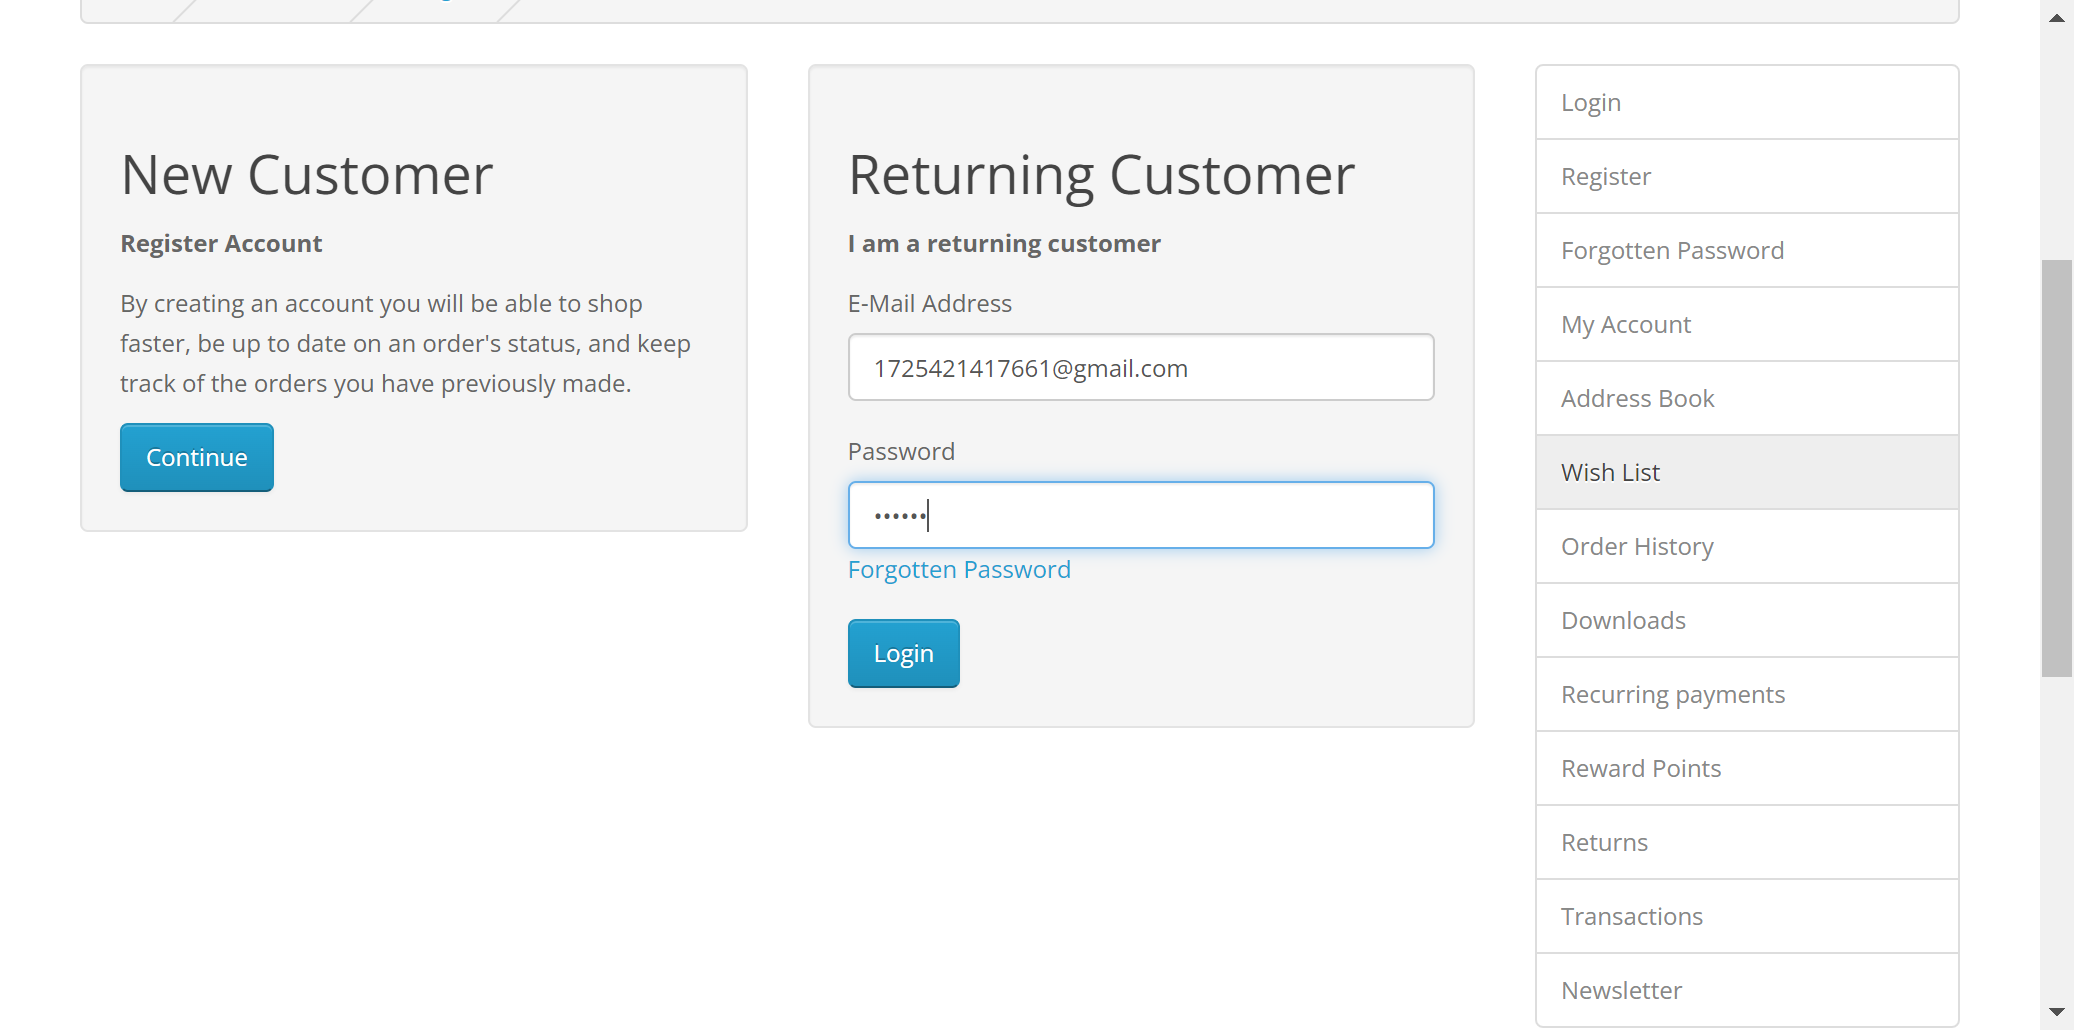 New Customer
Register Account
By creating an account you will be able to shop
faster, be up to date on an order's status, and keep
track of the orders you have previously made.
Continue
Returning Customer
I am a returning customer
E-Mail Address
1725421417661@gmail.com
Password
••••••
Forgotten Password
Login
Login
Register
Forgotten Password
My Account
Address Book
Wish List
Order History
Downloads
Recurring payments
Reward Points
Returns
Transactions
Newsletter